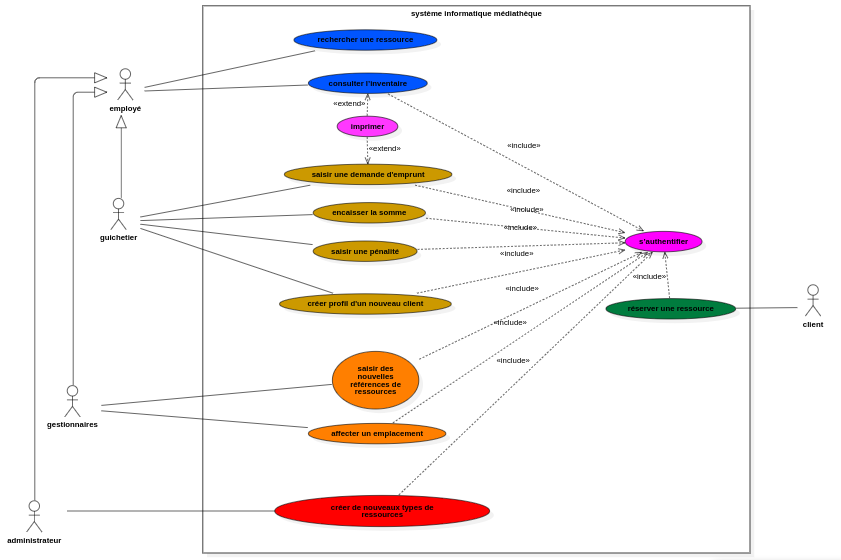 système informatique médiathèque
rechercher une ressource
consulter l'inventaire
employé
«extend»
imprimer
«extend»
«include»
saisir une demande d'emprunt
«include»
guichetier
encaisser la somme
«include»
«include»
s'authentifier
saisir une pénalité
«include»
«include»
«include»
créer profil d'un nouveau client
réserver une ressource
client
«include»
«include»
saisir des
nouvelles
références de
ressources
gestionnaires
affecter un emplacement
créer de nouveaux types de
ressources
administrateur